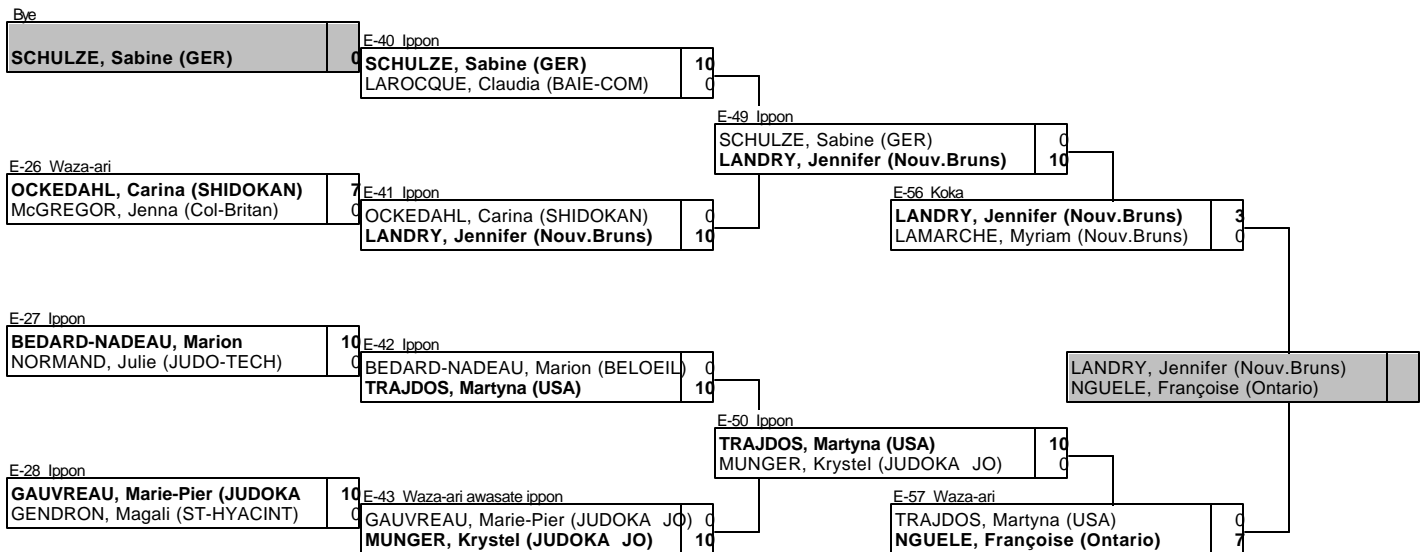 Bye
SCHULZE, Sabine (GER) 0
E-26 Waza-ari
OCKEDAHL, Carina (SHIDOKAN) 7
McGREGOR, Jenna (Col-Britan) 0
E-27 Ippon
BEDARD-NADEAU, Marion 10
NORMAND, Julie (JUDO-TECH) 0
E-28 Ippon
GAUVREAU, Marie-Pier (JUDOKA 10
GENDRON, Magali (ST-HYACINT) 0
E-40 Ippon
SCHULZE, Sabine (GER) 10
LAROCQUE, Claudia (BAIE-COM) 0
E-41 Ippon
OCKEDAHL, Carina (SHIDOKAN) 0
LANDRY, Jennifer (Nouv.Bruns) 10
E-42 Ippon
BEDARD-NADEAU, Marion (BELOEIL) 0
TRAJDOS, Martyna (USA) 10
E-43 Waza-ari awasate ippon
GAUVREAU, Marie-Pier (JUDOKA JO) 0
MUNGER, Krystel (JUDOKA JO) 10
E-49 Ippon
SCHULZE, Sabine (GER) 0
LANDRY, Jennifer (Nouv.Bruns) 10
E-50 Ippon
TRAJDOS, Martyna (USA) 10
MUNGER, Krystel (JUDOKA JO) 0
E-56 Koka
LANDRY, Jennifer (Nouv.Bruns) 3
LAMARCHE, Myriam (Nouv.Bruns) 0
E-57 Waza-ari
TRAJDOS, Martyna (USA) 0
NGUELE, Françoise (Ontario) 7
LANDRY, Jennifer (Nouv.Bruns)
NGUELE, Françoise (Ontario)